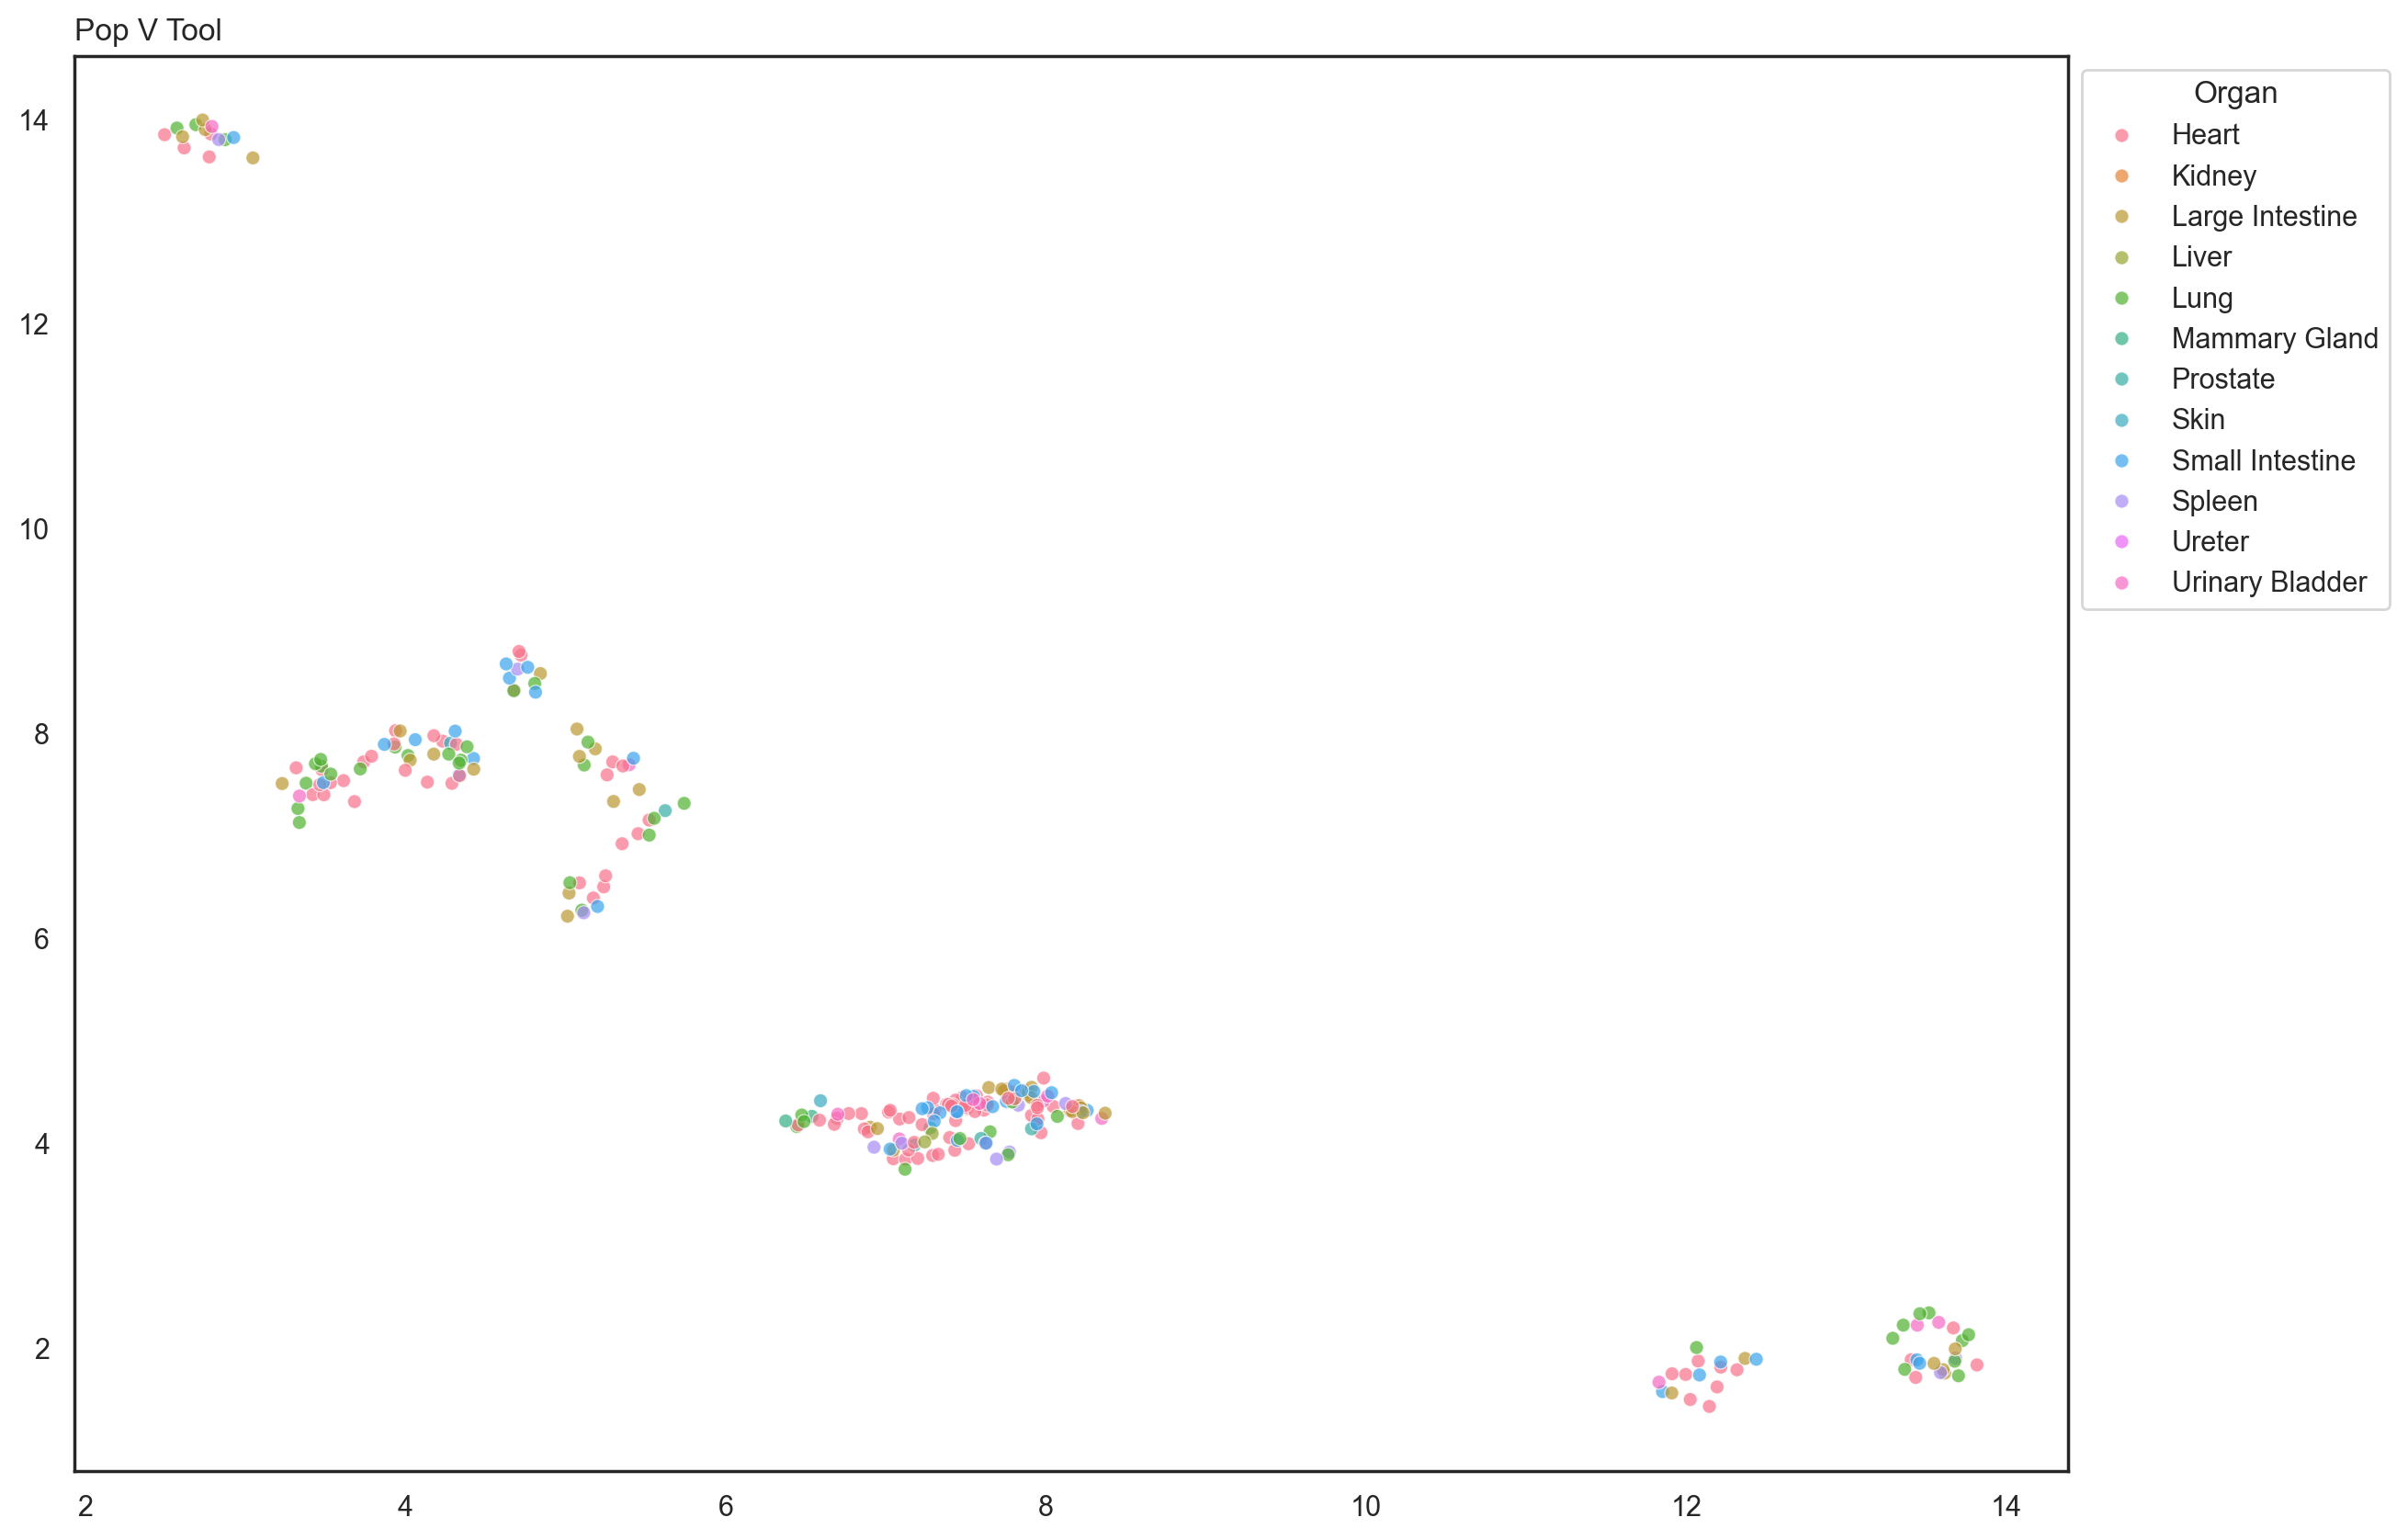 Pop V Tool
14
12
10
8
6
4
2
2 4 6 8 10 12 14
Organ
Heart
Kidney
Large Intestine
Liver
Lung
Mammary Gland
Prostate
Skin
Small Intestine
Spleen
Ureter
Urinary Bladder